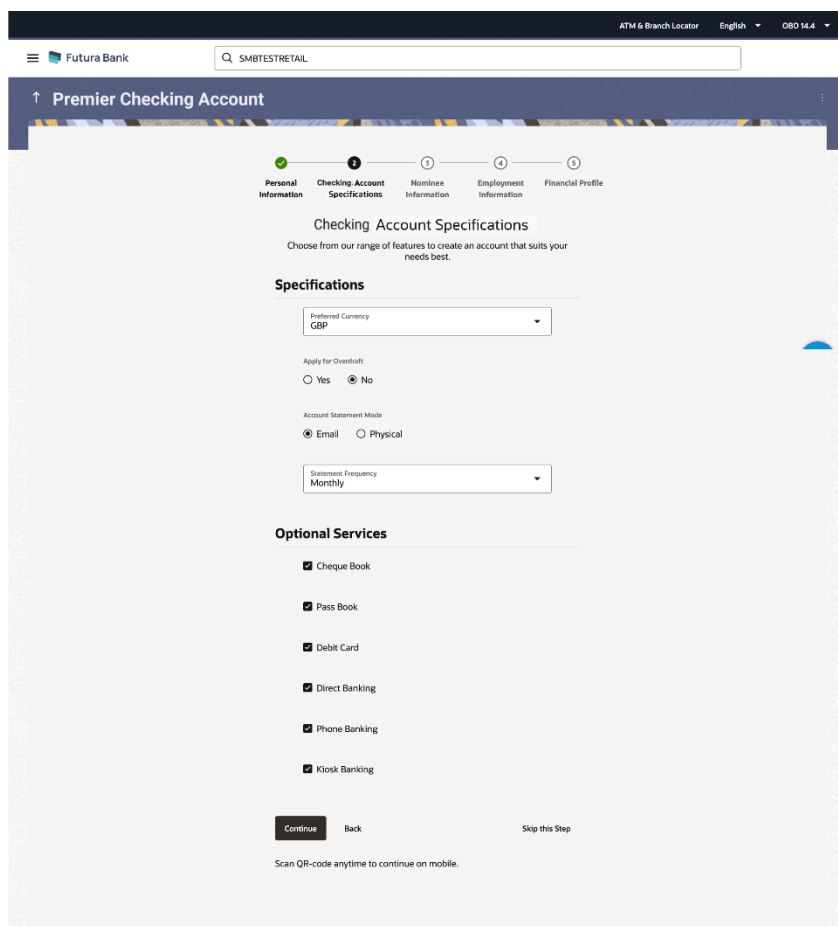 ATM & Branch Locator English OBO 14.4
Futura Bank SMBTESTRETAIL
Premier Checking Account
2 3 4 5
Personal Information
Checking Account Specifications
Nominee Information
Employment Information
Financial Profile
Checking Account Specifications
Choose from our range of features to create an account that suits your
needs best.
Specifications
Preferred Currency
GBP
Apply for Overdraft
Yes No
Account Statement Mode
Email Physical
Statement Frequency
Monthly
Optional Services
Cheque Book
Pass Book
Debit Card
Direct Banking
Phone Banking
Kiosk Banking
Continue Back Skip this Step
Scan QR-code anytime to continue on mobile.